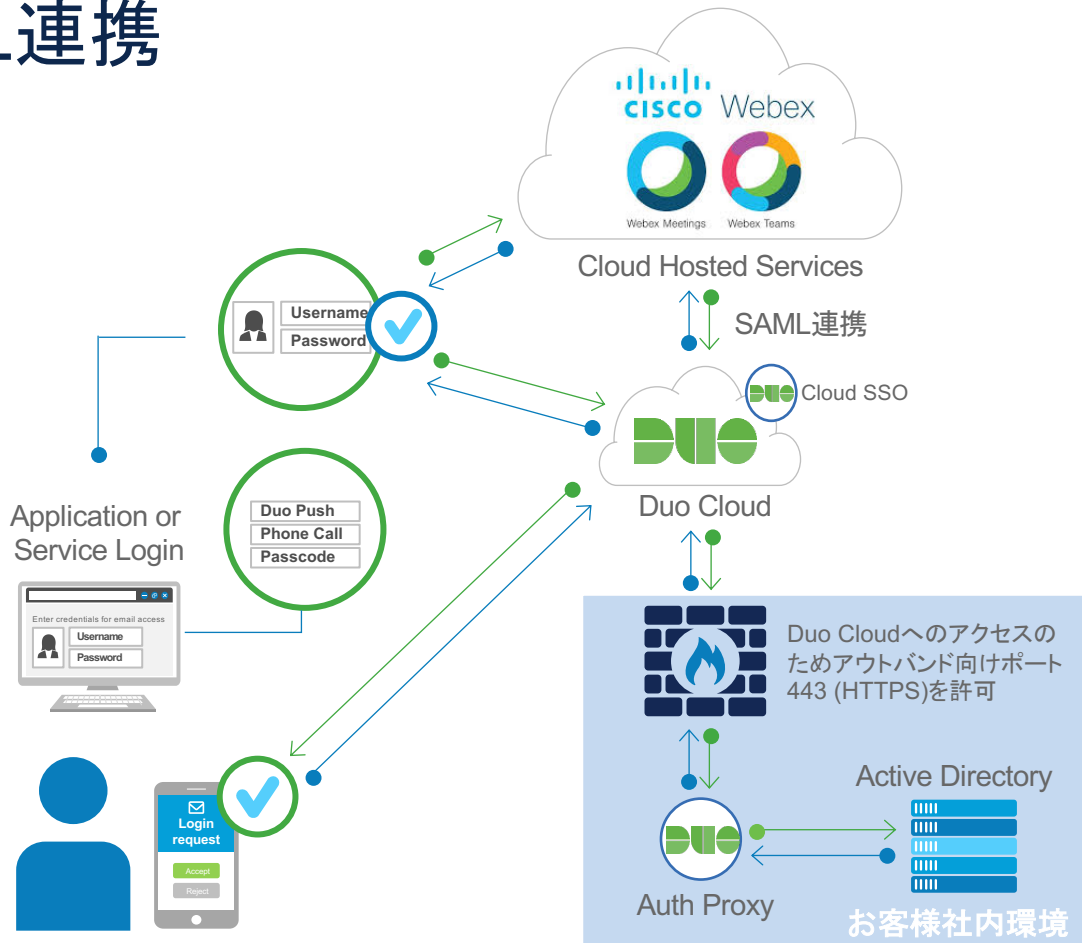 連携
CISCO Webex
Webex Meetings Webex Teams
Cloud Hosted Services
SAML連携
Username
Password
DUO Cloud SSO
DUO
Duo Cloud
Application or
Service Login
Duo Push
Phone Call
Passcode
Enter credentials for email access
Username
Password
Duo Cloudへのアクセスの
ためアウトバンド向けポート
443 (HTTPS)を許可
Login
request
Accept
Reject
Active Directory
DUO
Auth Proxy
お客様社内環境